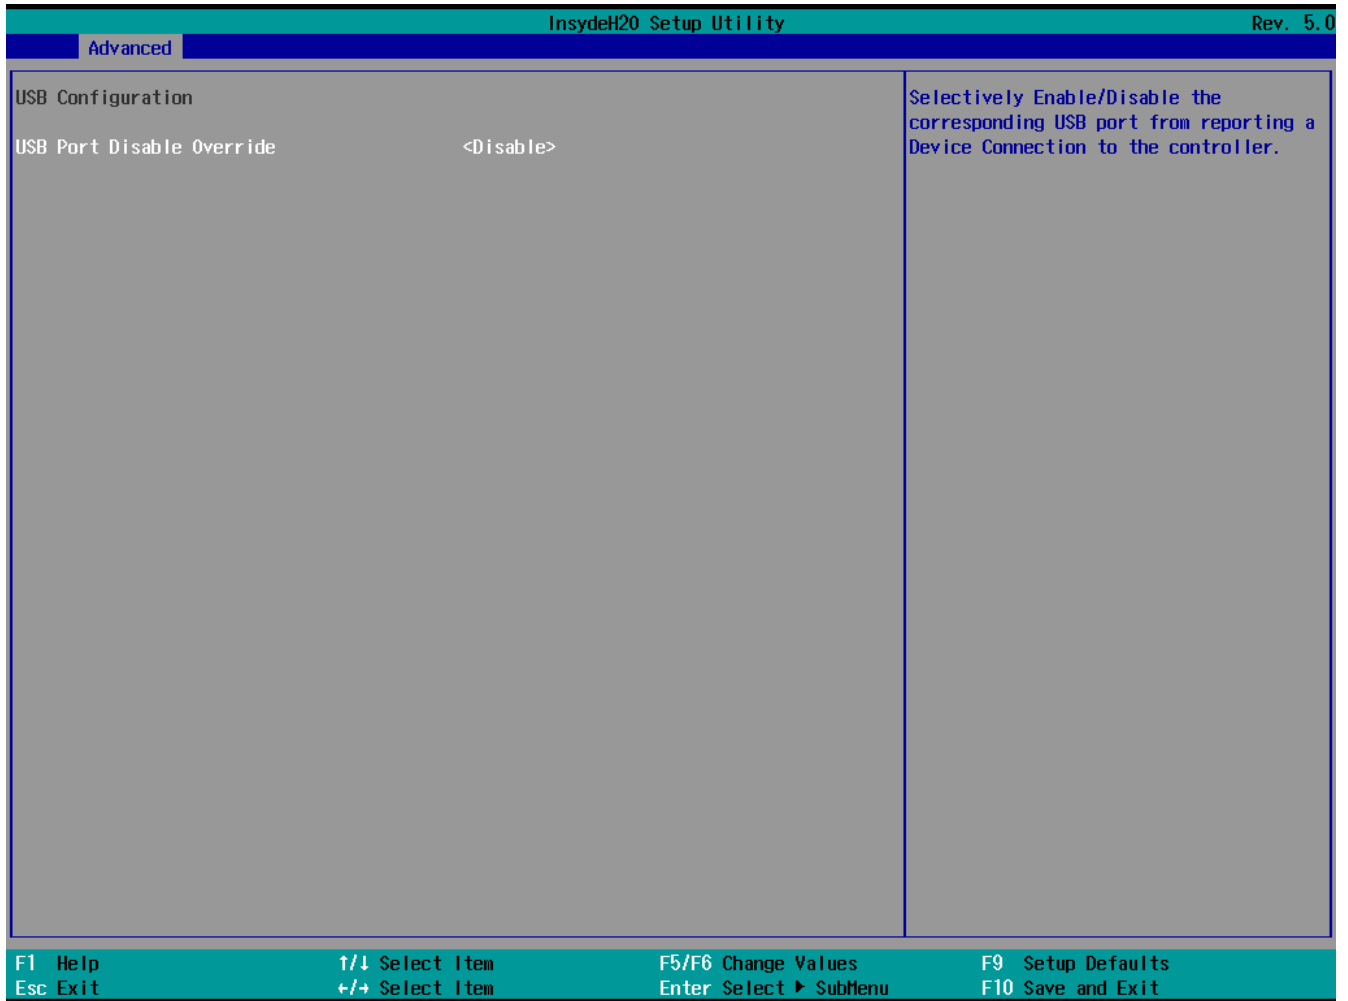 InsydeH20 Setup Utility Rev. 5.0
Advanced
USB Configuration
USB Port Disable Override <Disable>
Selectively Enable/Disable the
corresponding USB port from reporting a
Device Connection to the controller.
F1 Help ↑/↓ Select Item F5/F6 Change Values F9 Setup Defaults
Esc Exit ←/→ Select Item Enter Select ▶ SubMenu F10 Save and Exit